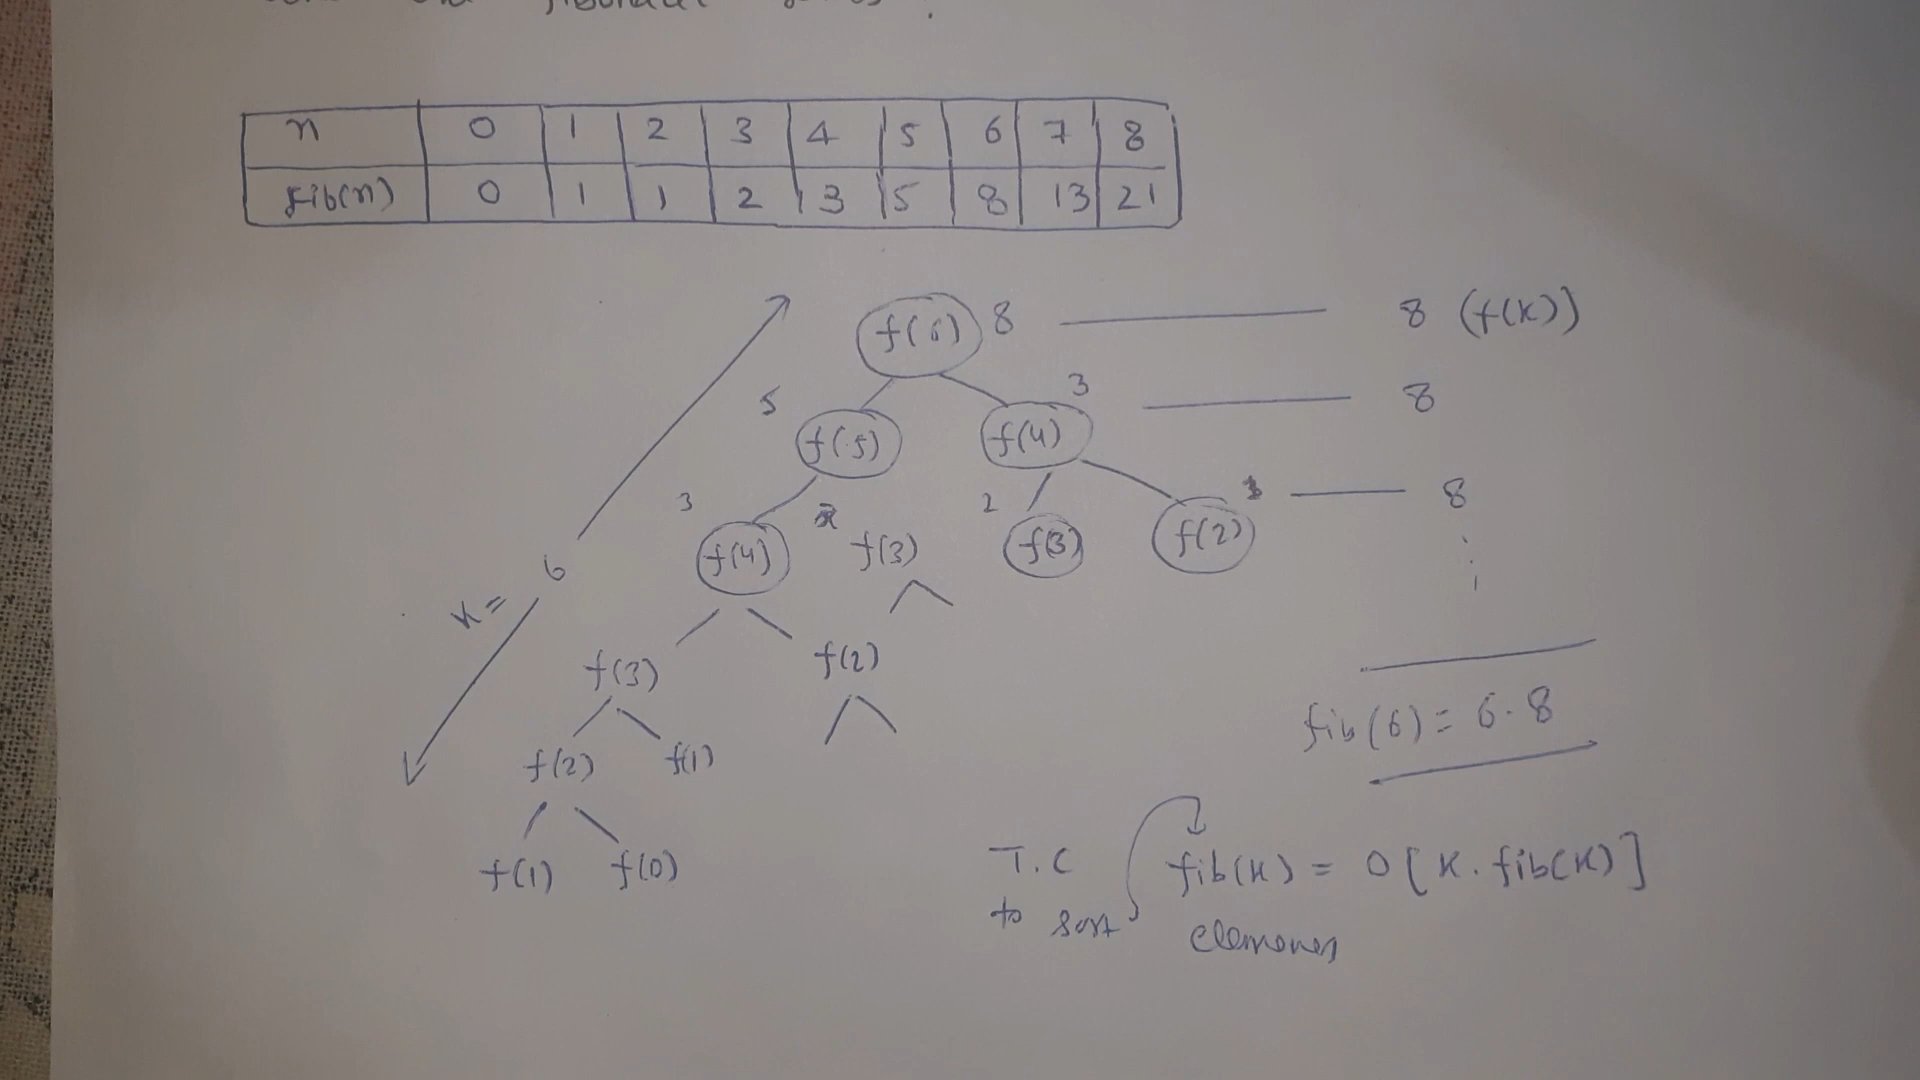 n 0 1 2 3 4 5 6 7 8
fib(n) 0 1 1 2 3 5 8 13 21
f(6) 8 8 (f(k))
5 3 8
f(5) f(4)
3 2 8
f(4) f(3) f(3) f(2)
k = 6
f(3) f(2)
fib(6) = 6.8
f(2) f(1)
f(1) f(0)
T.C fib(k) = O[k. fib(k)]
to sort elements